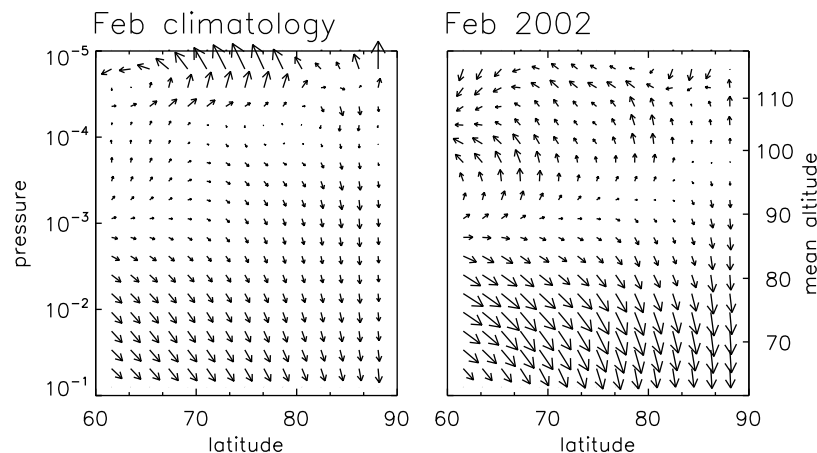 Feb climatology
Feb 2002
10⁻⁵
10⁻⁴
10⁻³
10⁻²
10⁻¹
pressure
60 70 80 90
latitude
60 70 80 90
latitude
110
100
90
80
70
mean altitude